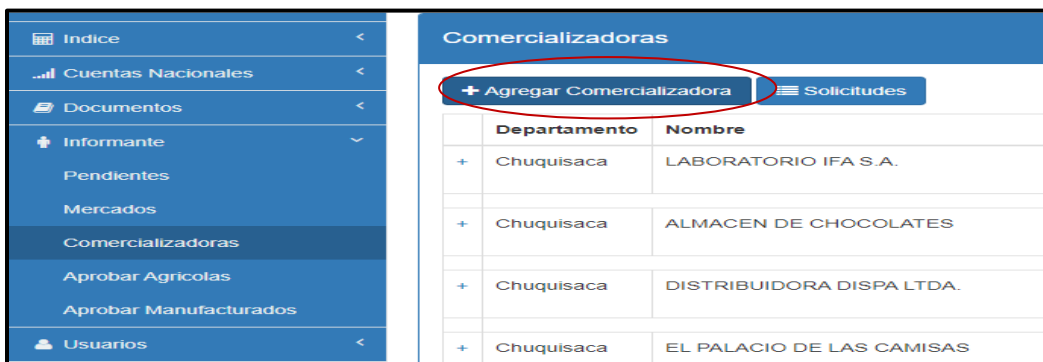 Indice
Cuentas Nacionales
Documentos
Informante
Pendientes
Mercados
Comercializadoras
Aprobar Agricolas
Aprobar Manufacturados
Usuarios
Comercializadoras
+ Agregar Comercializadora Solicitudes
Departamento Nombre
+ Chuquisaca LABORATORIO IFA S.A.
+ Chuquisaca ALMACEN DE CHOCOLATES
+ Chuquisaca DISTRIBUIDORA DISPA LTDA.
+ Chuquisaca EL PALACIO DE LAS CAMISAS